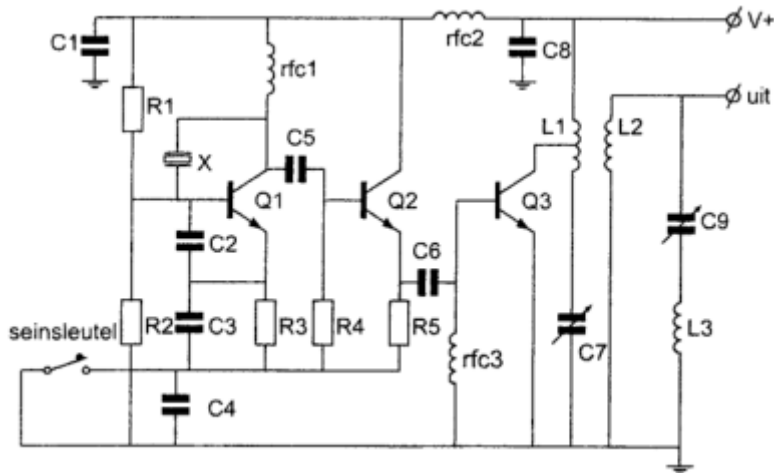 C1
rfc2
C8
V+
rfc1
R1
uit
C5
L1
L2
X
Q1
Q2
Q3
C9
C2
C6
seinsleutel
R2
C3
R3
R4
R5
rfc3
C7
L3
C4